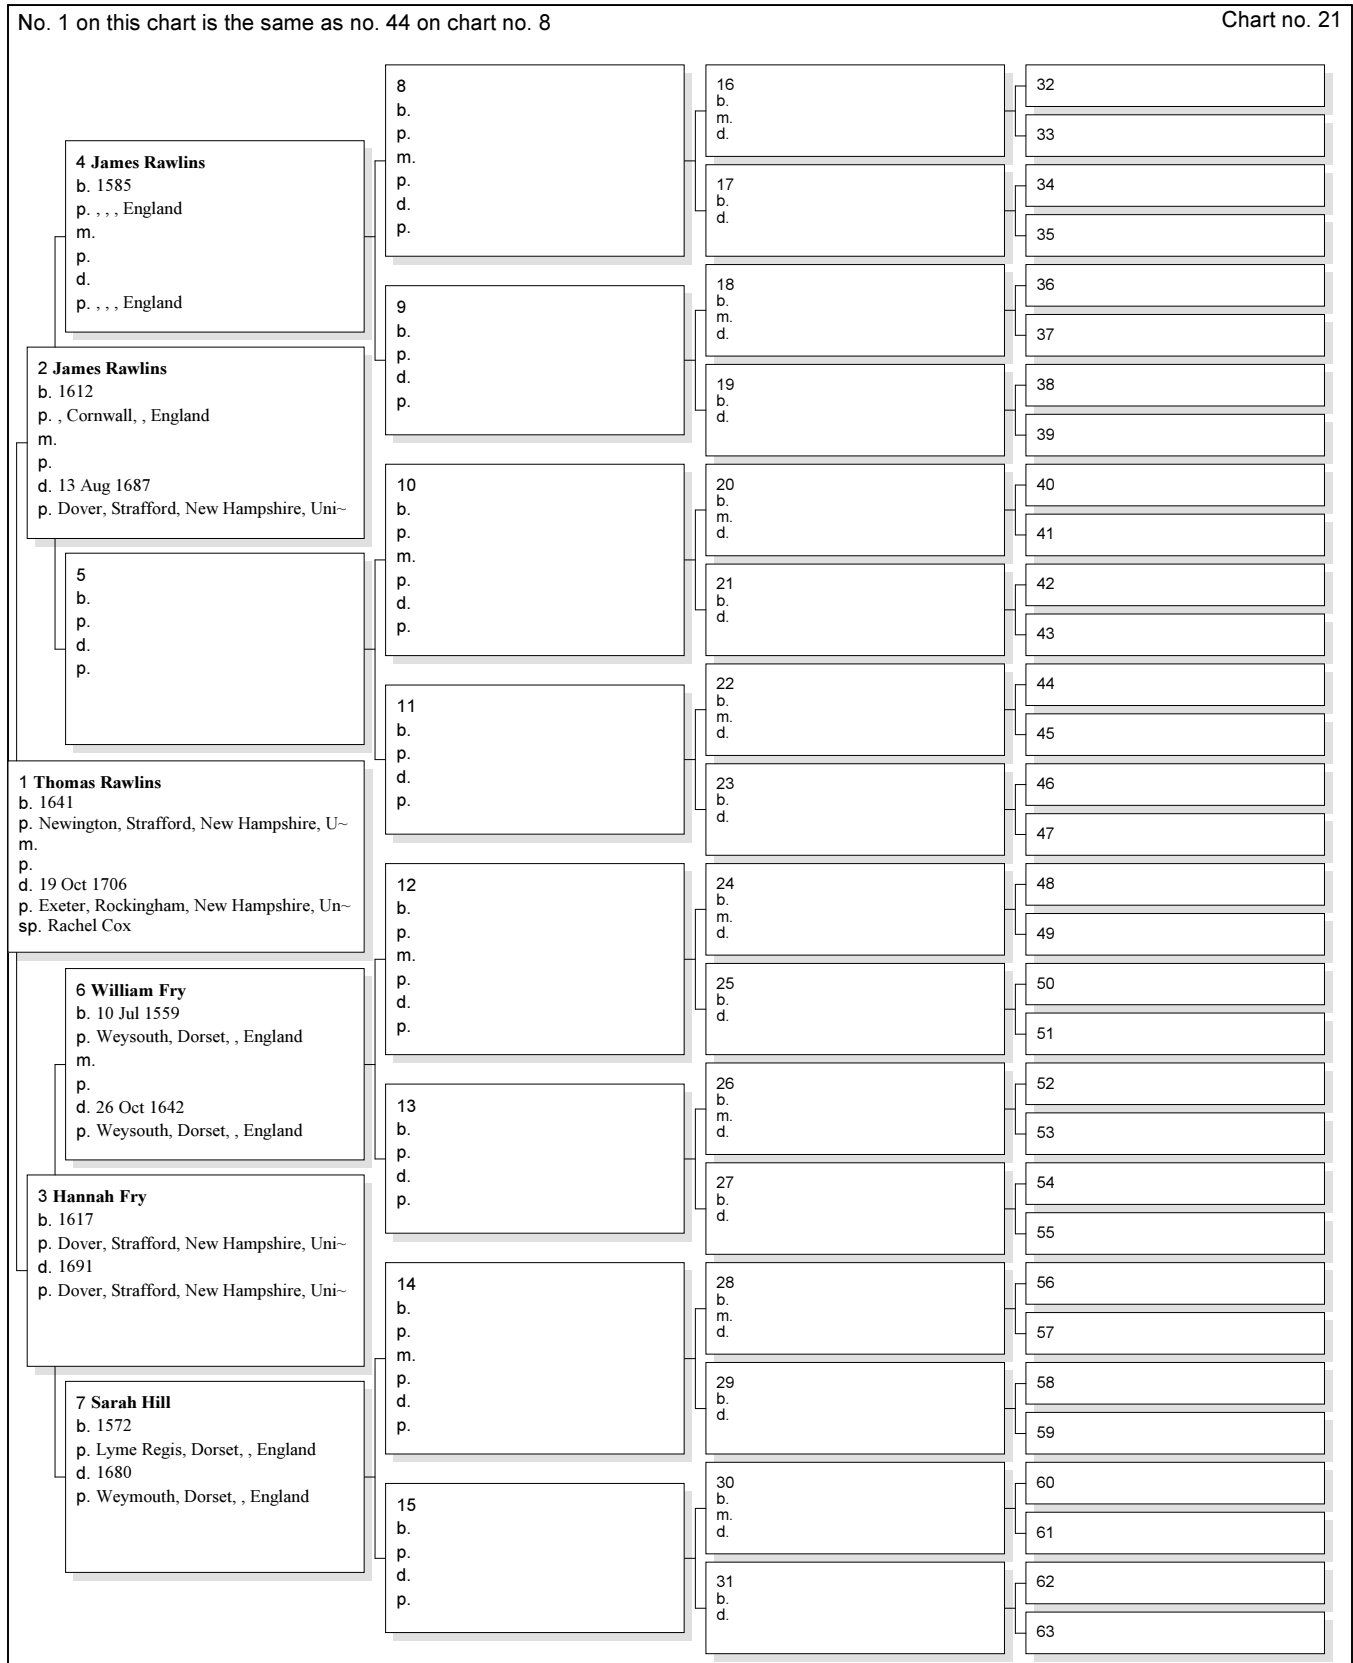 No. 1 on this chart is the same as no. 44 on chart no. 8
Chart no. 21
1 Thomas Rawlins
b. 1641
p. Newington, Strafford, New Hampshire, U~
m.
p.
d. 19 Oct 1706
p. Exeter, Rockingham, New Hampshire, Un~
sp. Rachel Cox
2 James Rawlins
b. 1612
p. , Cornwall, , England
m.
p.
d. 13 Aug 1687
p. Dover, Strafford, New Hampshire, Uni~
3 Hannah Fry
b. 1617
p. Dover, Strafford, New Hampshire, Uni~
d. 1691
p. Dover, Strafford, New Hampshire, Uni~
4 James Rawlins
b. 1585
p. , , , England
m.
p.
d.
p. , , , England
5
b.
p.
d.
p.
6 William Fry
b. 10 Jul 1559
p. Weysouth, Dorset, , England
m.
p.
d. 26 Oct 1642
p. Weysouth, Dorset, , England
7 Sarah Hill
b. 1572
p. Lyme Regis, Dorset, , England
d. 1680
p. Weymouth, Dorset, , England
8
b.
p.
m.
p.
d.
p.
9
b.
p.
d.
p.
10
b.
p.
m.
p.
d.
p.
11
b.
p.
d.
p.
12
b.
p.
m.
p.
d.
p.
13
b.
p.
d.
p.
14
b.
p.
m.
p.
d.
p.
15
b.
p.
d.
p.
16
b.
m.
d.
17
b.
d.
18
b.
m.
d.
19
b.
d.
20
b.
m.
d.
21
b.
d.
22
b.
m.
d.
23
b.
d.
24
b.
m.
d.
25
b.
d.
26
b.
m.
d.
27
b.
d.
28
b.
m.
d.
29
b.
d.
30
b.
m.
d.
31
b.
d.
32
33
34
35
36
37
38
39
40
41
42
43
44
45
46
47
48
49
50
51
52
53
54
55
56
57
58
59
60
61
62
63